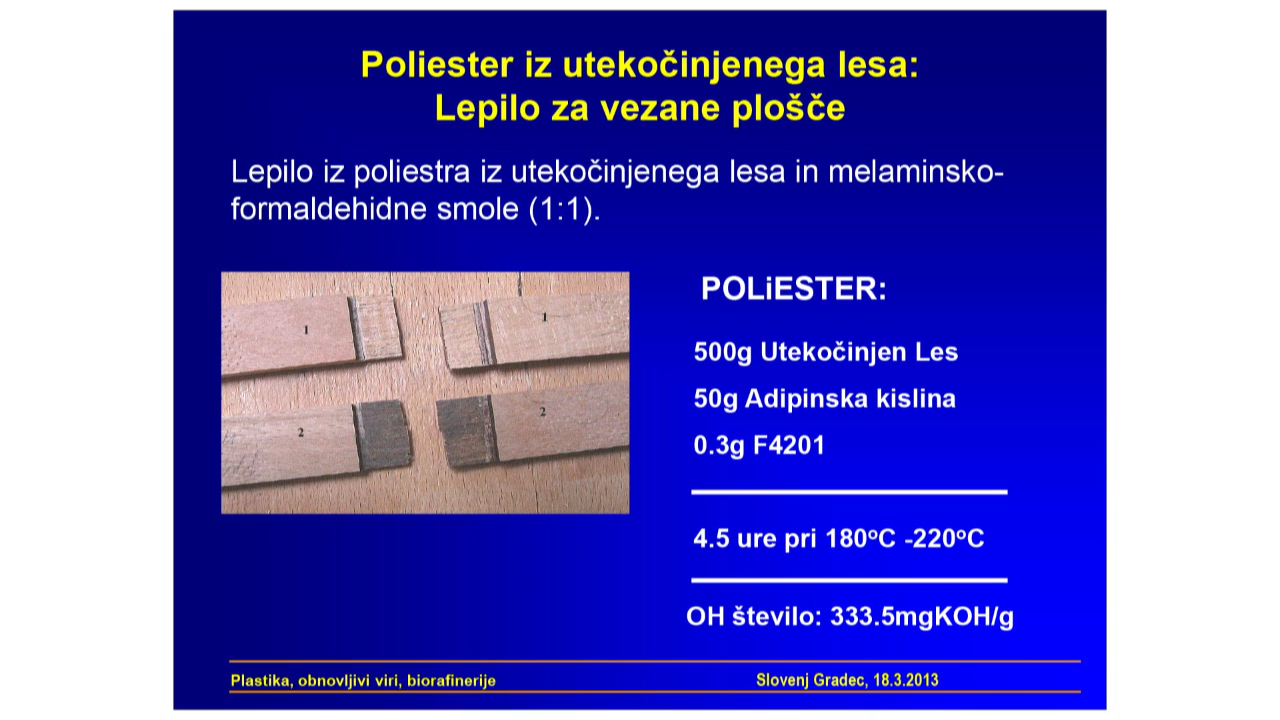 Poliester iz utekočinjenega lesa:
Lepilo za vezane plošče
Lepilo iz poliestra iz utekočinjenega lesa in melaminsko-
formaldehidne smole (1:1).
1
1
2
2
POLiESTER:
500g Utekočinjen Les
50g Adipinska kislina
0.3g F4201
4.5 ure pri 180°C -220°C
OH število: 333.5mgKOH/g
Plastika, obnovljivi viri, biorafinerije
Slovenj Gradec, 18.3.2013